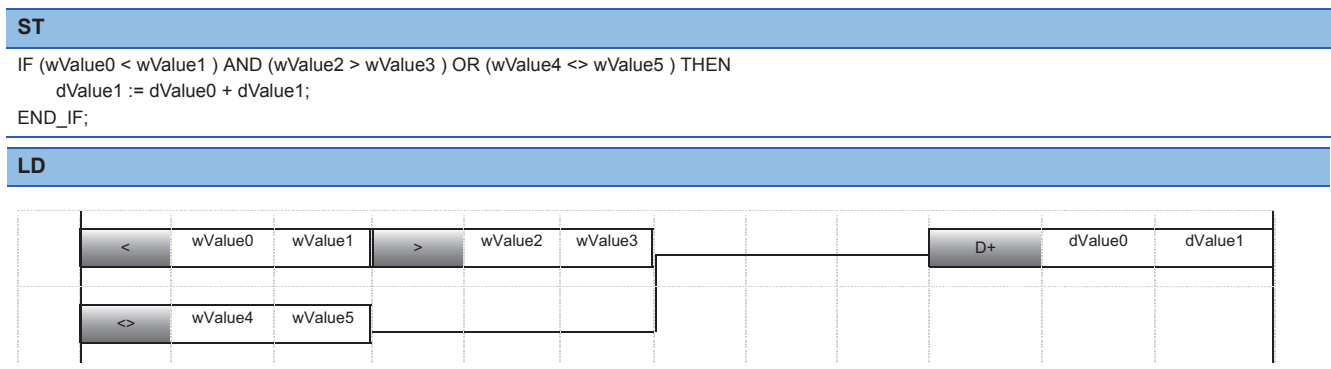 ST
IF (wValue0 < wValue1 ) AND (wValue2 > wValue3 ) OR (wValue4 <> wValue5 ) THEN
dValue1 := dValue0 + dValue1;
END_IF;
LD
< wValue0 wValue1 > wValue2 wValue3 D+ dValue0 dValue1
<> wValue4 wValue5